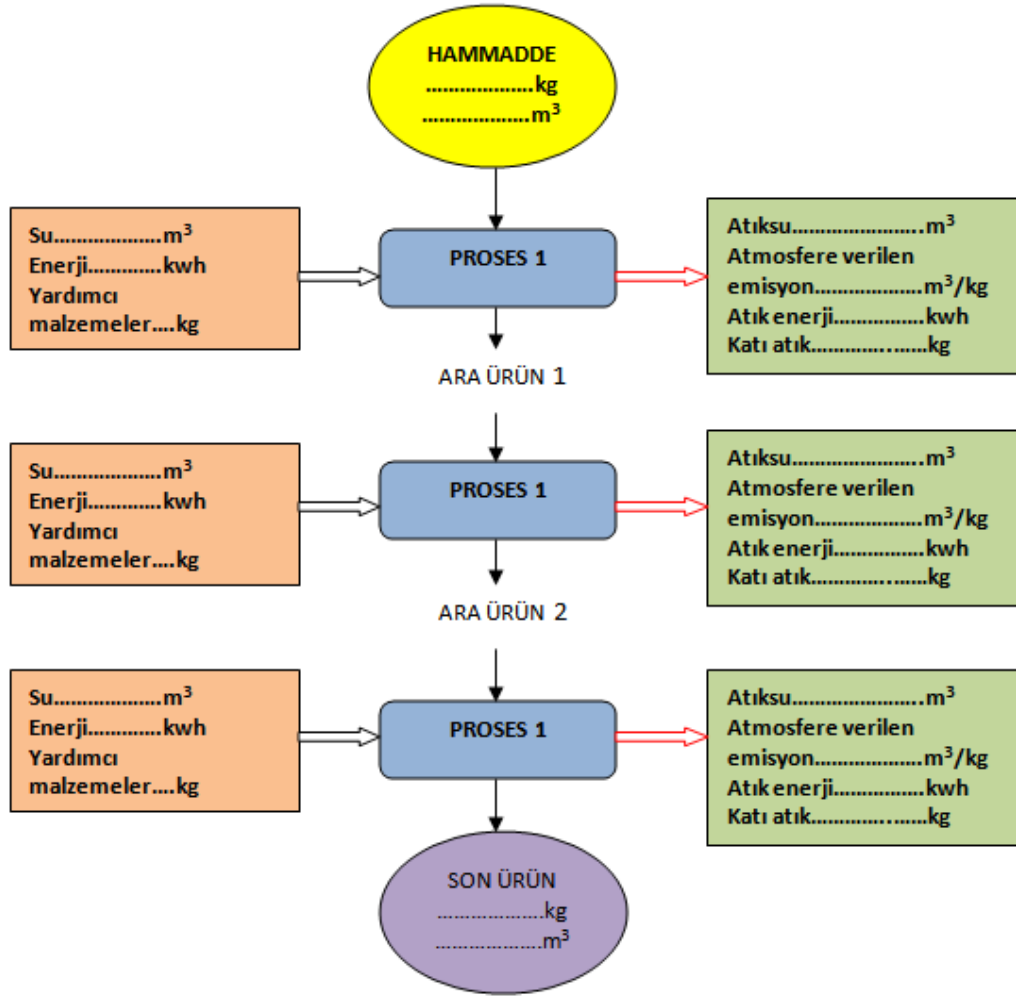 HAMMADDE
...................kg
...................m³
Su...................m³
Enerji.............kwh
Yardımcı
malzemeler....kg
PROSES 1
Atıksu........................m³
Atmosfere verilen
emisyon...................m³/kg
Atık enerji................kwh
Katı atık....................kg
ARA ÜRÜN 1
Su...................m³
Enerji.............kwh
Yardımcı
malzemeler....kg
PROSES 1
Atıksu........................m³
Atmosfere verilen
emisyon...................m³/kg
Atık enerji................kwh
Katı atık....................kg
ARA ÜRÜN 2
Su...................m³
Enerji.............kwh
Yardımcı
malzemeler....kg
PROSES 1
Atıksu........................m³
Atmosfere verilen
emisyon...................m³/kg
Atık enerji................kwh
Katı atık....................kg
SON ÜRÜN
...................kg
...................m³